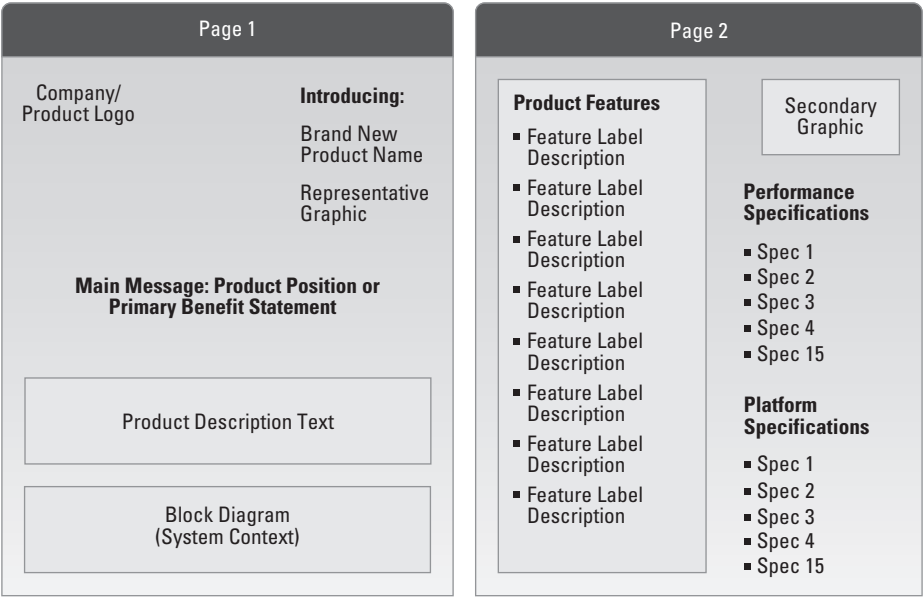 Page 1
Company/
Product Logo
Introducing:
Brand New
Product Name
Representative
Graphic
Main Message: Product Position or
Primary Benefit Statement
Product Description Text
Block Diagram
(System Context)
Page 2
Product Features
▪ Feature Label
Description
▪ Feature Label
Description
▪ Feature Label
Description
▪ Feature Label
Description
▪ Feature Label
Description
▪ Feature Label
Description
▪ Feature Label
Description
▪ Feature Label
Description
Secondary
Graphic
Performance
Specifications
▪ Spec 1
▪ Spec 2
▪ Spec 3
▪ Spec 4
▪ Spec 15
Platform
Specifications
▪ Spec 1
▪ Spec 2
▪ Spec 3
▪ Spec 4
▪ Spec 15